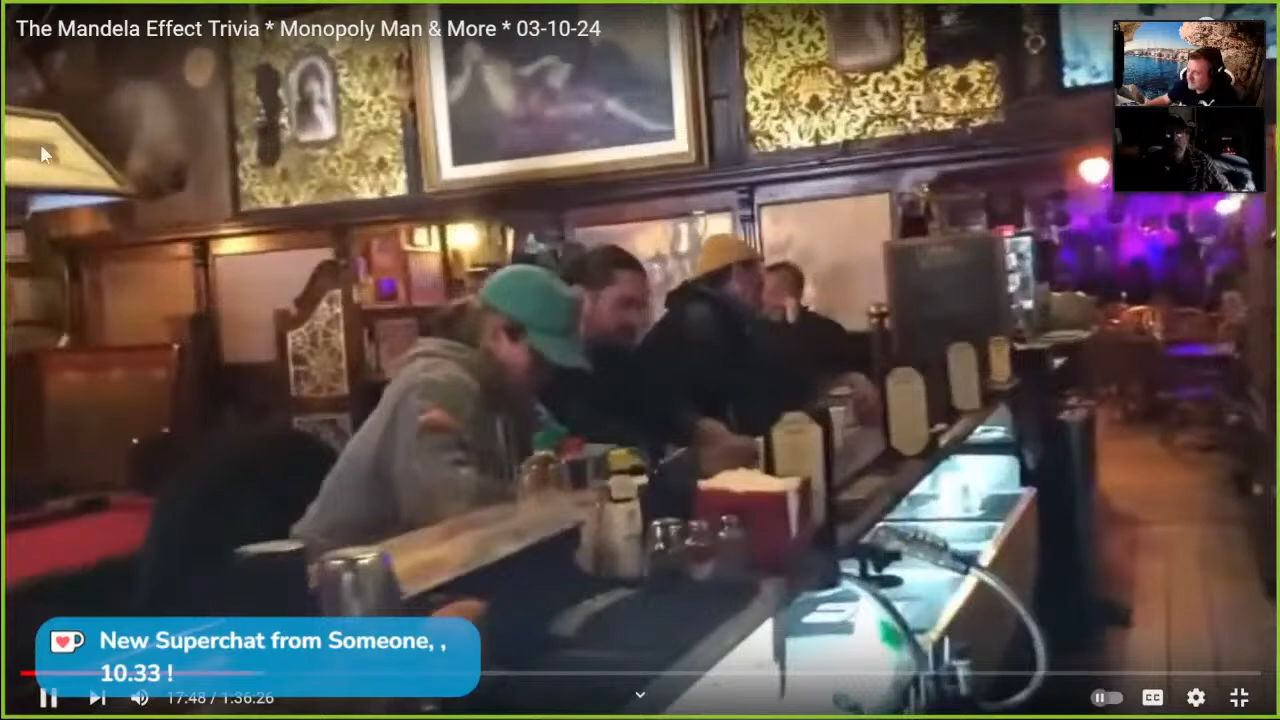 The Mandela Effect Trivia * Monopoly Man & More * 03-10-24
New Superchat from Someone, ,
10.33 !
17:48 / 1:36:26
CC